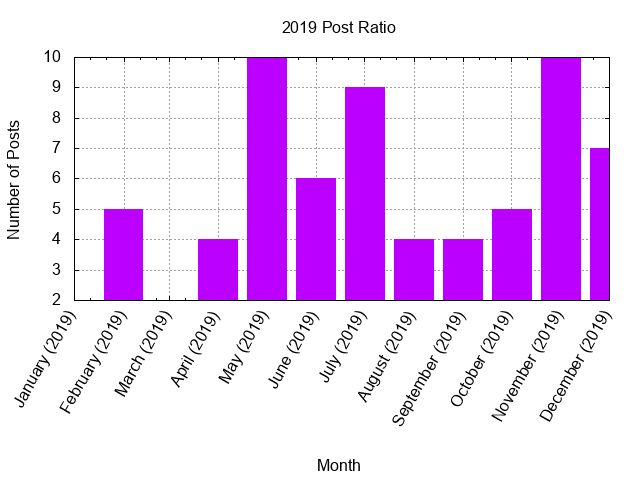 2019 Post Ratio
10
9
8
7
6
5
4
3
2
Number of Posts
January (2019)
February (2019)
March (2019)
April (2019)
May (2019)
June (2019)
July (2019)
August (2019)
September (2019)
October (2019)
November (2019)
December (2019)
Month